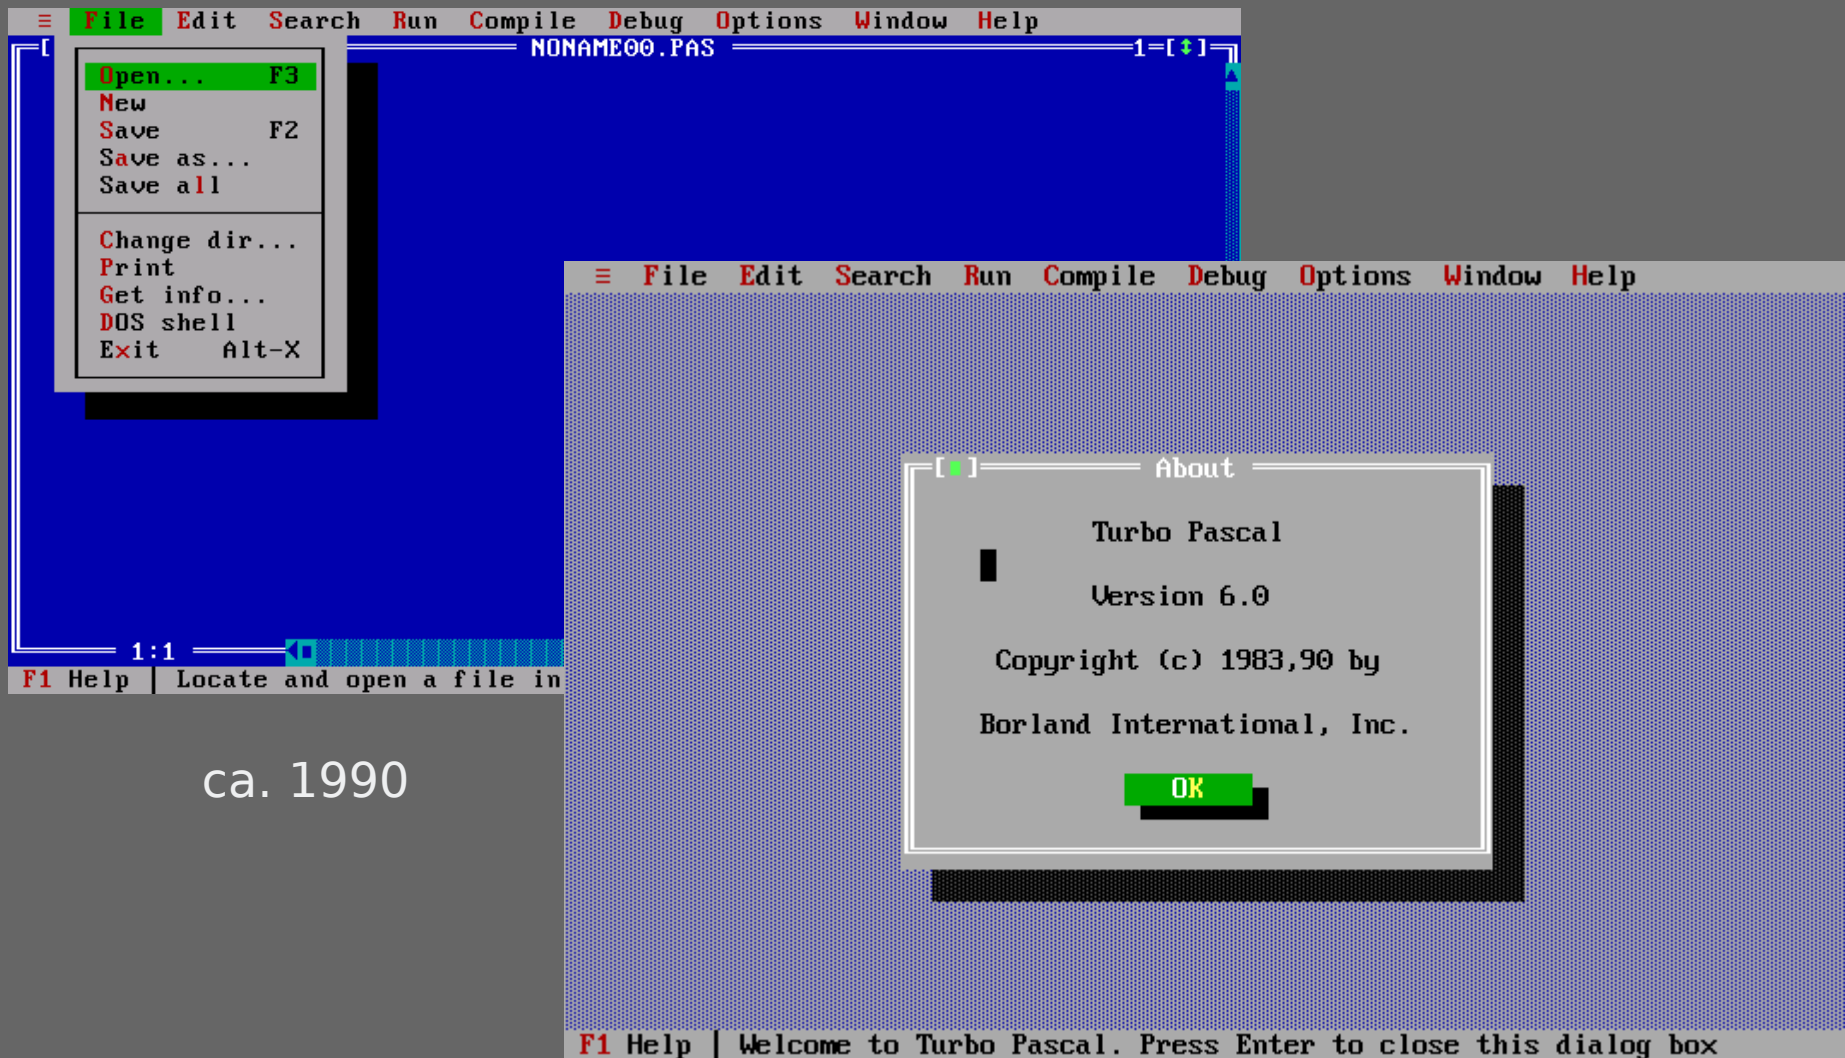 ≡ File Edit Search Run Compile Debug Options Window Help
[ NONAME00.PAS 1=[↕]
Open... F3
New
Save F2
Save as...
Save all
Change dir...
Print
Get info...
DOS shell
Exit Alt-X
1:1
F1 Help | Locate and open a file in
ca. 1990
≡ File Edit Search Run Compile Debug Options Window Help
[■] About
Turbo Pascal
Version 6.0
Copyright (c) 1983,90 by
Borland International, Inc.
OK
F1 Help | Welcome to Turbo Pascal. Press Enter to close this dialog box